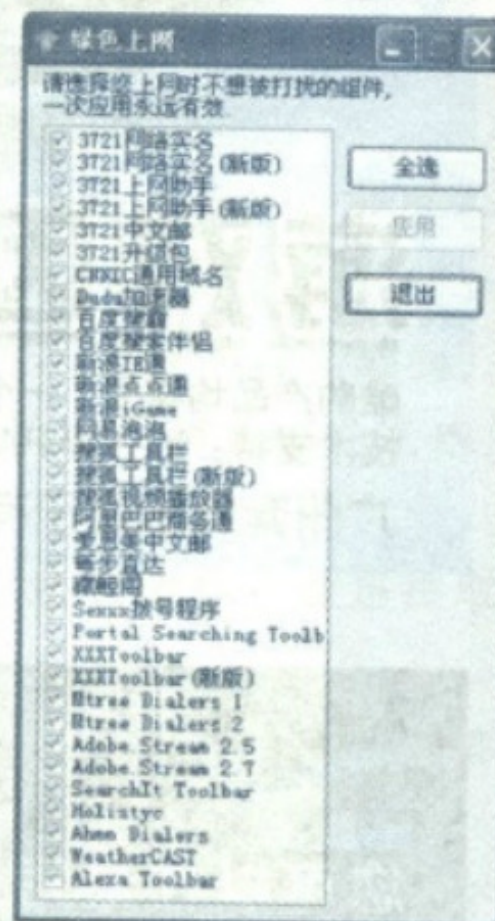 绿色上网
请选择您上网时不想被打扰的组件,
一次应用永远有效.
3721网络实名
3721网络实名(新版)
3721上网助手
3721上网助手(新版)
3721中文邮
3721升级包
CNNIC通用域名
Dudu加速器
百度搜霸
百度搜索伴侣
新浪IE通
新浪点点通
新浪iGame
网易泡泡
搜狐工具栏
搜狐工具栏(新版)
搜狐视频播放器
阿里巴巴商务通
完美网译中文邮
一步直达
Sexxx拨号程序
Portal Searching Toolb
XXXToolbar
XXXToolbar(新版)
Mtree Dialers 1
Mtree Dialers 2
Adobe.Stream 2.5
Adobe.Stream 2.7
SearchIt Toolbar
Holistyc
Ahmn Dialers
WeatherCAST
Alexa Toolbar
全选
应用
退出